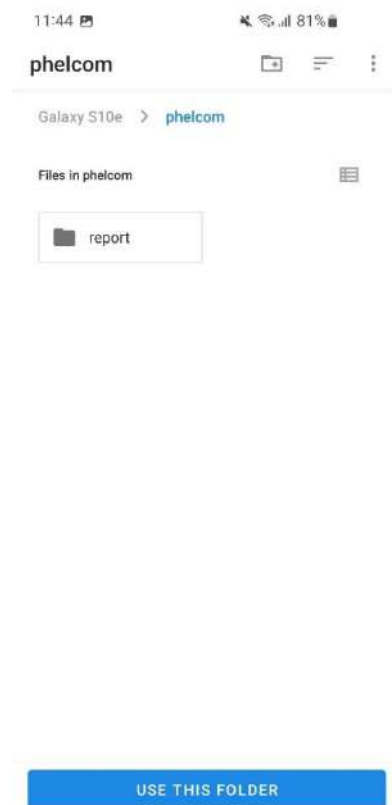 11:44 81%
phelcom
Galaxy S10e > phelcom
Files in phelcom
report
USE THIS FOLDER